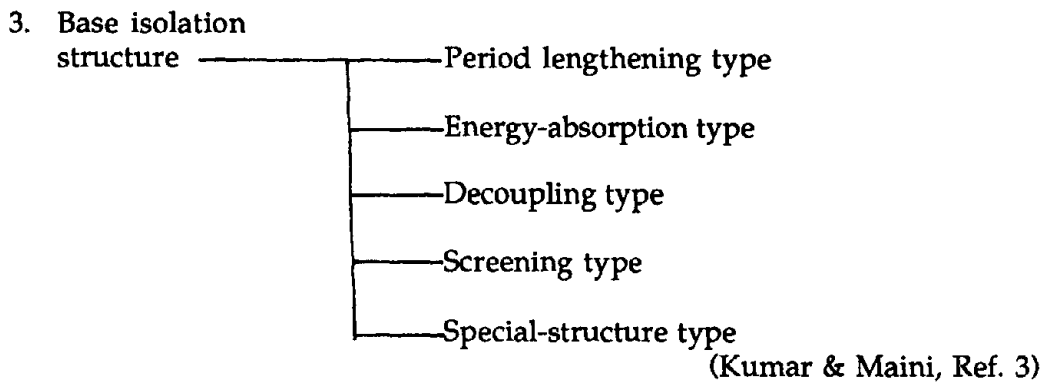 3. Base isolation
structure
Period lengthening type
Energy-absorption type
Decoupling type
Screening type
Special-structure type
(Kumar & Maini, Ref. 3)